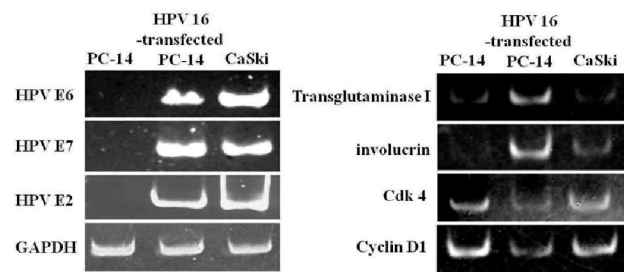 HPV 16
-transfected
PC-14 PC-14 CaSki
HPV E6
HPV E7
HPV E2
GAPDH
HPV 16
-transfected
PC-14 PC-14 CaSki
Transglutaminase I
involucrin
Cdk 4
Cyclin D1